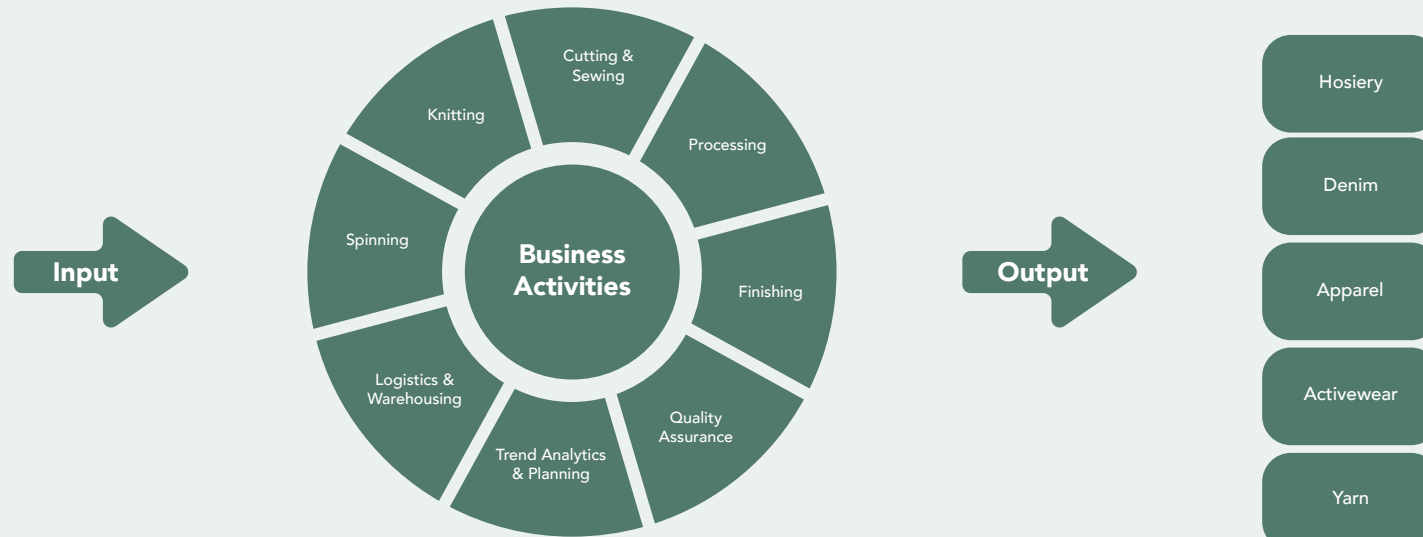 Input
Business
Activities
Cutting &
Sewing
Processing
Finishing
Quality
Assurance
Trend Analytics
& Planning
Logistics &
Warehousing
Spinning
Knitting
Output
Hosiery
Denim
Apparel
Activewear
Yarn